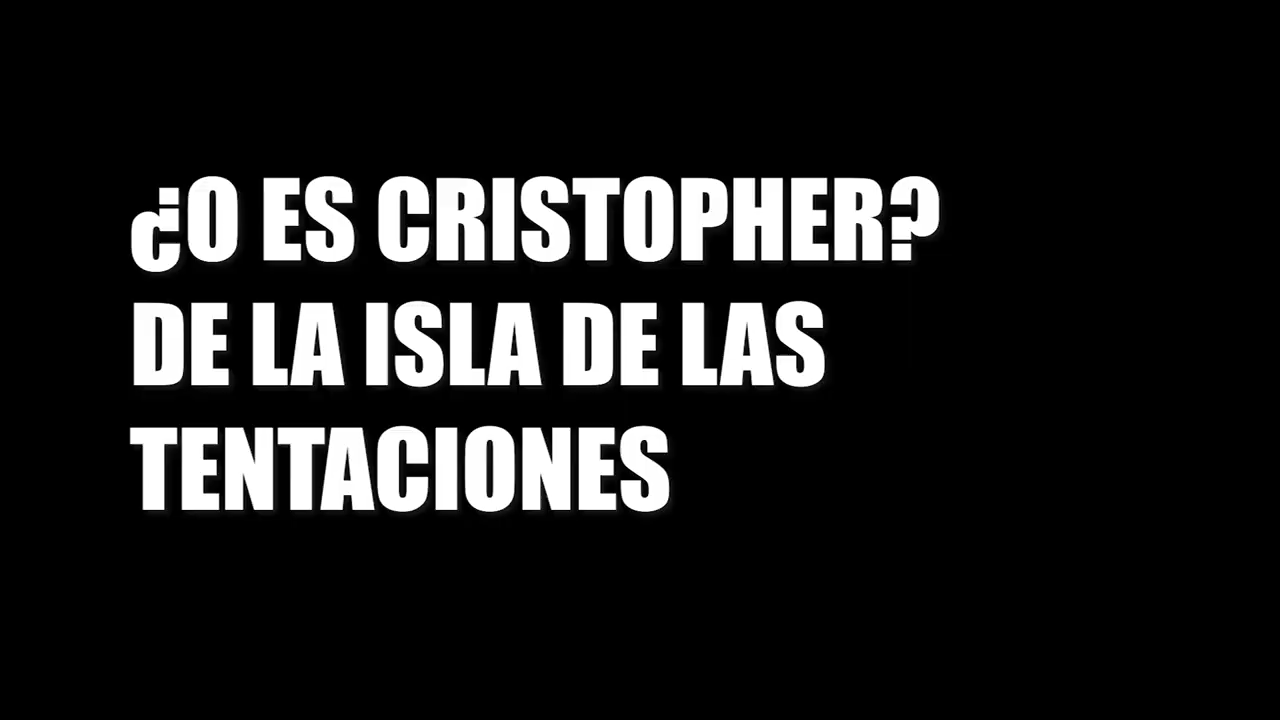 ¿O ES CRISTOPHER?
DE LA ISLA DE LAS
TENTACIONES